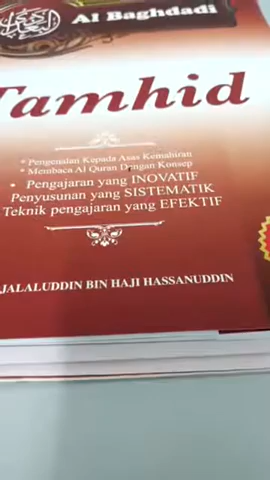 Al Baghdadi
Tamhid
* Pengenalan Kepada Asas Kemahiran
* Membaca Al Quran Dengan Konsep
* Pengajaran yang INOVATIF
Penyusunan yang SISTEMATIK
Teknik pengajaran yang EFEKTIF
JALALUDDIN BIN HAJI HASSANUDDIN